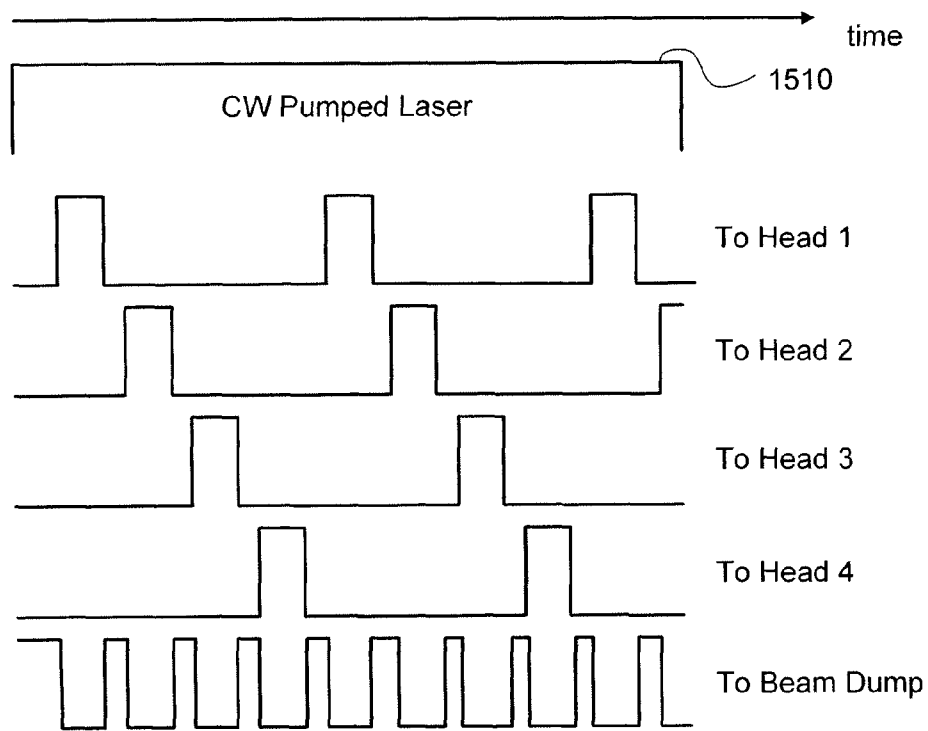 time
1510
CW Pumped Laser
To Head 1
To Head 2
To Head 3
To Head 4
To Beam Dump